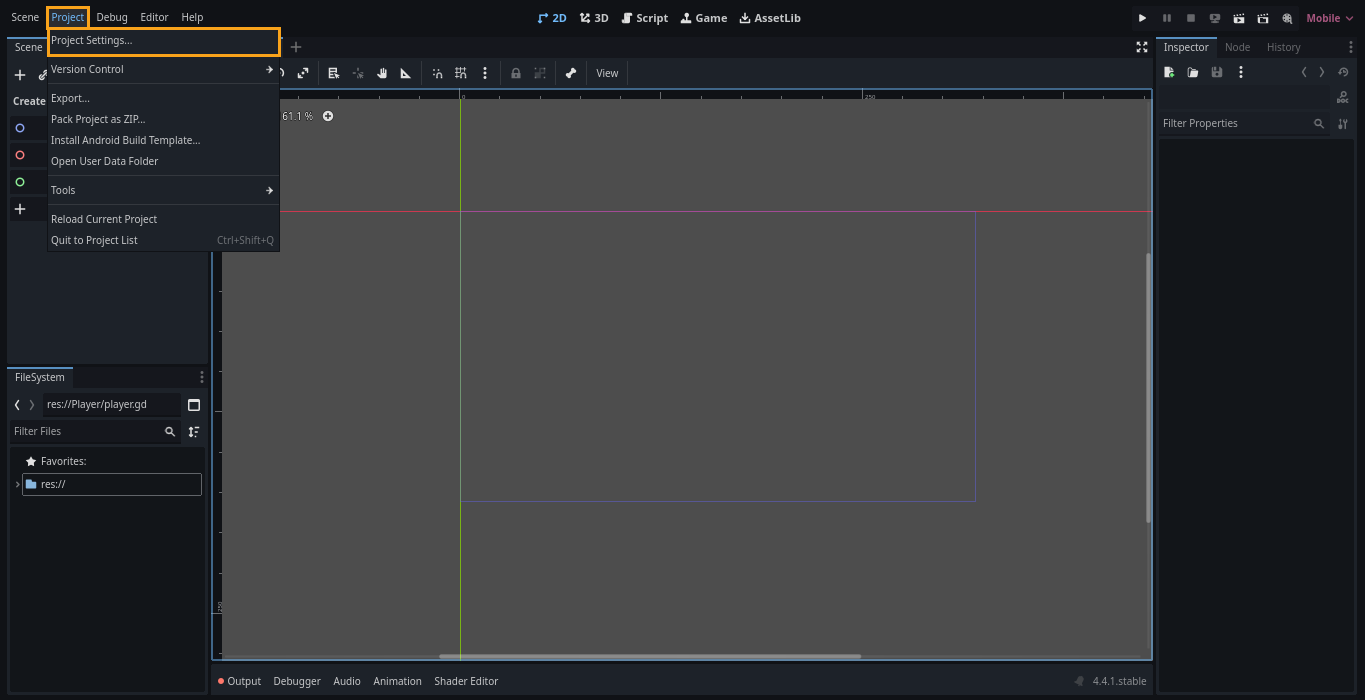 Scene Project Debug Editor Help
2D 3D Script Game AssetLib
Mobile
Scene
Project Settings...
Version Control
Export...
Pack Project as ZIP...
Install Android Build Template...
Open User Data Folder
Tools
Reload Current Project
Quit to Project List Ctrl+Shift+Q
Create
View
0 250
61.1 %
250
FileSystem
res://Player/player.gd
Filter Files
Favorites:
res://
Output Debugger Audio Animation Shader Editor
4.4.1.stable
Inspector Node History
DOC
Filter Properties